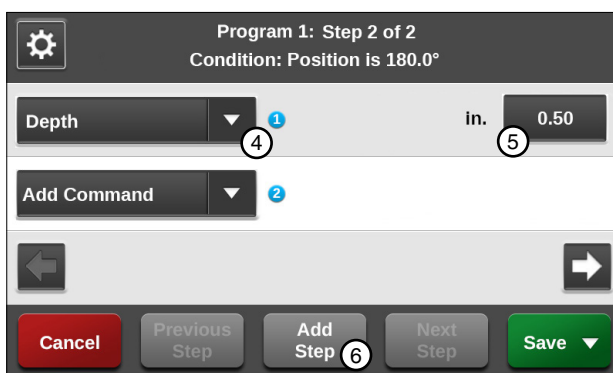 Program 1: Step 2 of 2
Condition: Position is 180.0°
Depth
1
in.
0.50
4
5
Add Command
2
Cancel
Previous
Step
Add
Step
6
Next
Step
Save